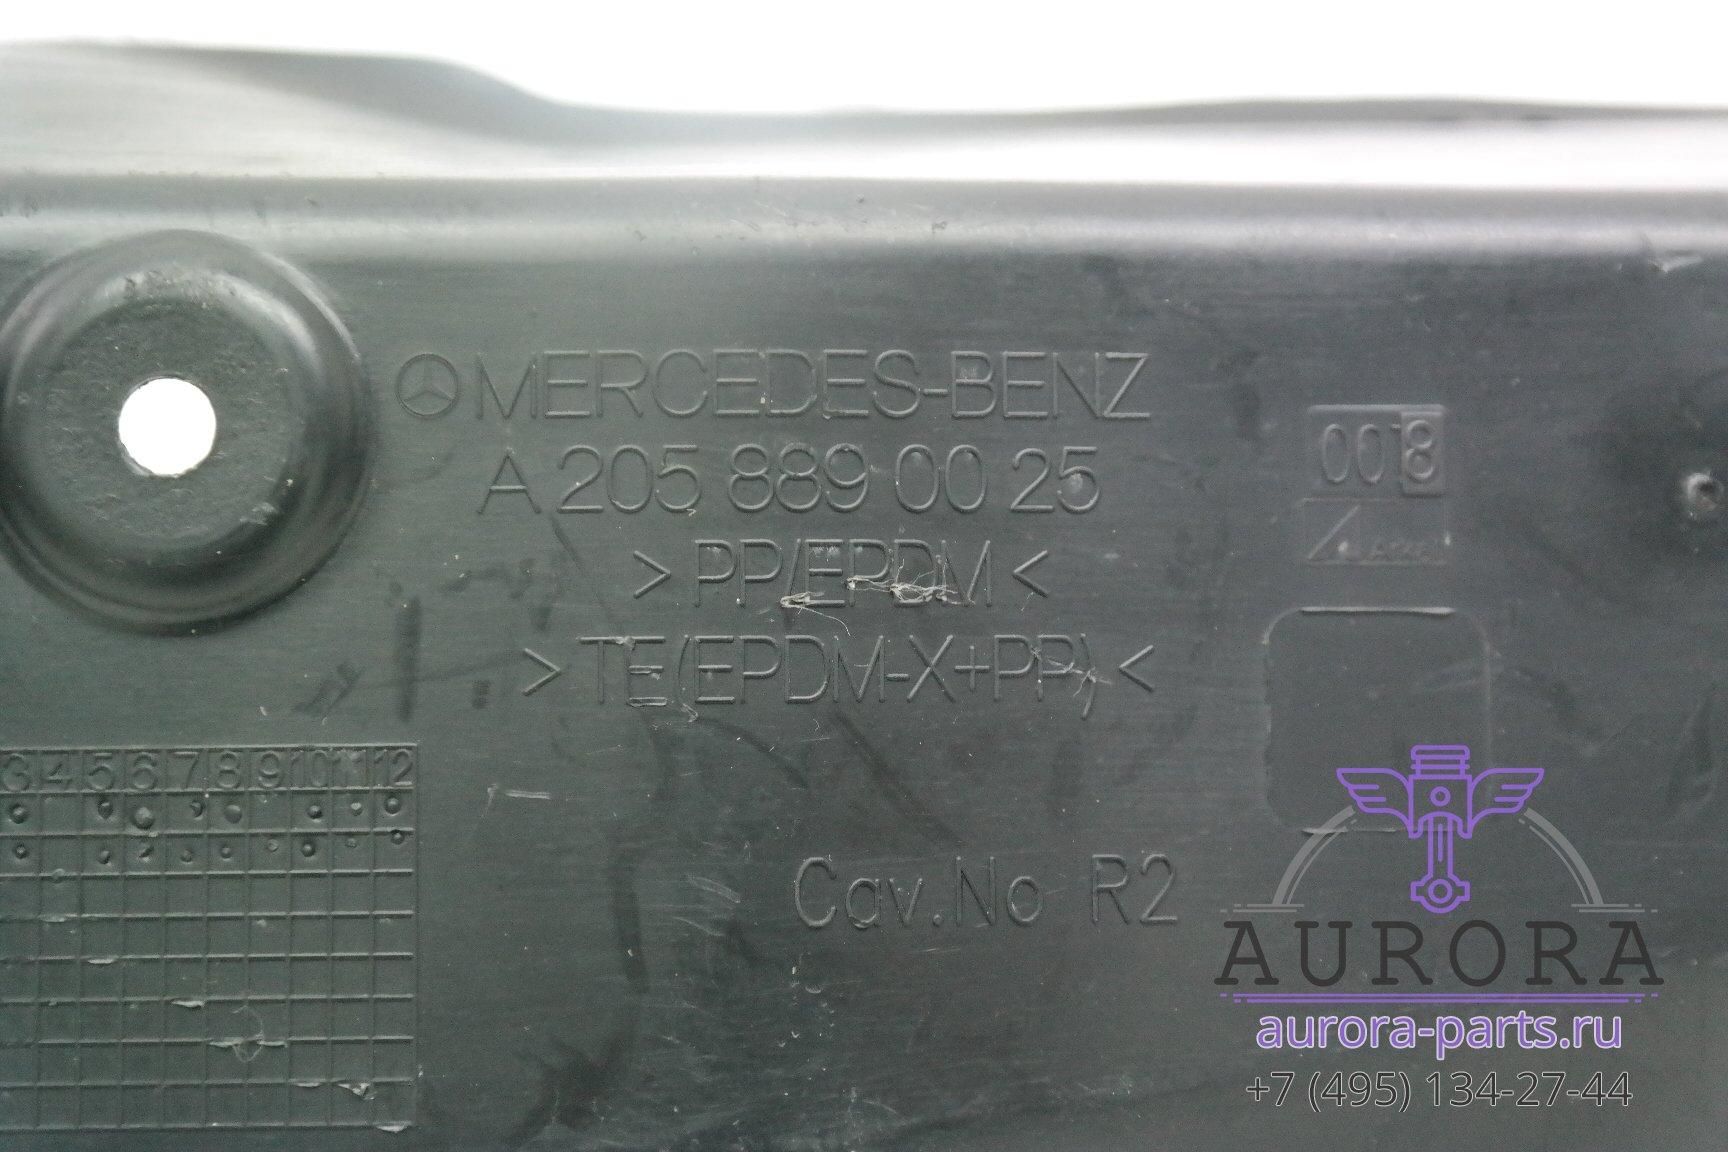 MERCEDES-BENZ
A 205 889 00 25
> PP/EPDM <
> TE(EPDM-X+PP) <
0018
3 4 5 6 7 8 9 10 11 12
Cav.No R2
AURORA
aurora-parts.ru
+7 (495) 134-27-44